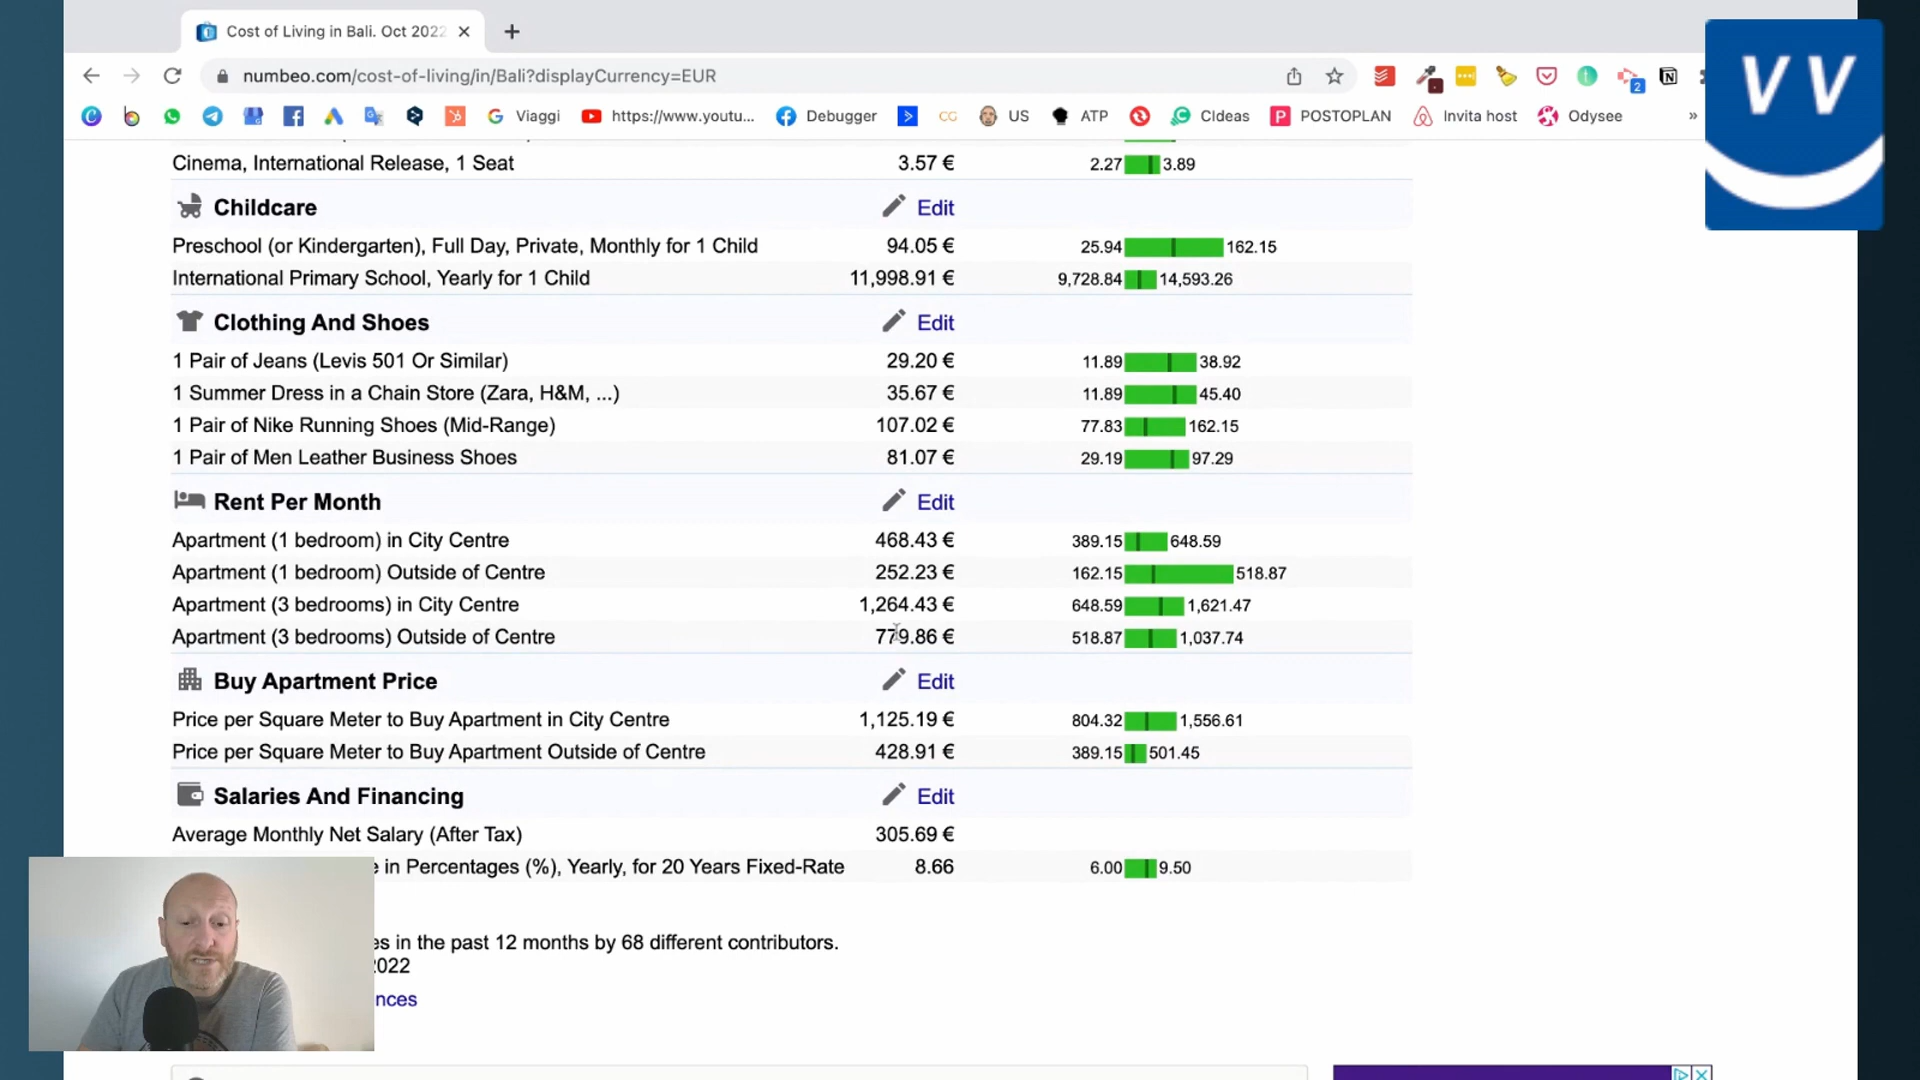 Cost of Living in Bali. Oct 2022
numbeo.com/cost-of-living/in/Bali?displayCurrency=EUR
2
Viaggi https://www.youtu... Debugger CG US ATP CIdeas POSTOPLAN Invita host Odysee »
VV
Cinema, International Release, 1 Seat 3.57 € 2.27 3.89
Childcare Edit
Preschool (or Kindergarten), Full Day, Private, Monthly for 1 Child 94.05 € 25.94 162.15
International Primary School, Yearly for 1 Child 11,998.91 € 9,728.84 14,593.26
Clothing And Shoes Edit
1 Pair of Jeans (Levis 501 Or Similar) 29.20 € 11.89 38.92
1 Summer Dress in a Chain Store (Zara, H&M, ...) 35.67 € 11.89 45.40
1 Pair of Nike Running Shoes (Mid-Range) 107.02 € 77.83 162.15
1 Pair of Men Leather Business Shoes 81.07 € 29.19 97.29
Rent Per Month Edit
Apartment (1 bedroom) in City Centre 468.43 € 389.15 648.59
Apartment (1 bedroom) Outside of Centre 252.23 € 162.15 518.87
Apartment (3 bedrooms) in City Centre 1,264.43 € 648.59 1,621.47
Apartment (3 bedrooms) Outside of Centre 779.86 € 518.87 1,037.74
Buy Apartment Price Edit
Price per Square Meter to Buy Apartment in City Centre 1,125.19 € 804.32 1,556.61
Price per Square Meter to Buy Apartment Outside of Centre 428.91 € 389.15 501.45
Salaries And Financing Edit
Average Monthly Net Salary (After Tax) 305.69 €
e in Percentages (%), Yearly, for 20 Years Fixed-Rate 8.66 6.00 9.50
es in the past 12 months by 68 different contributors.
2022
nces